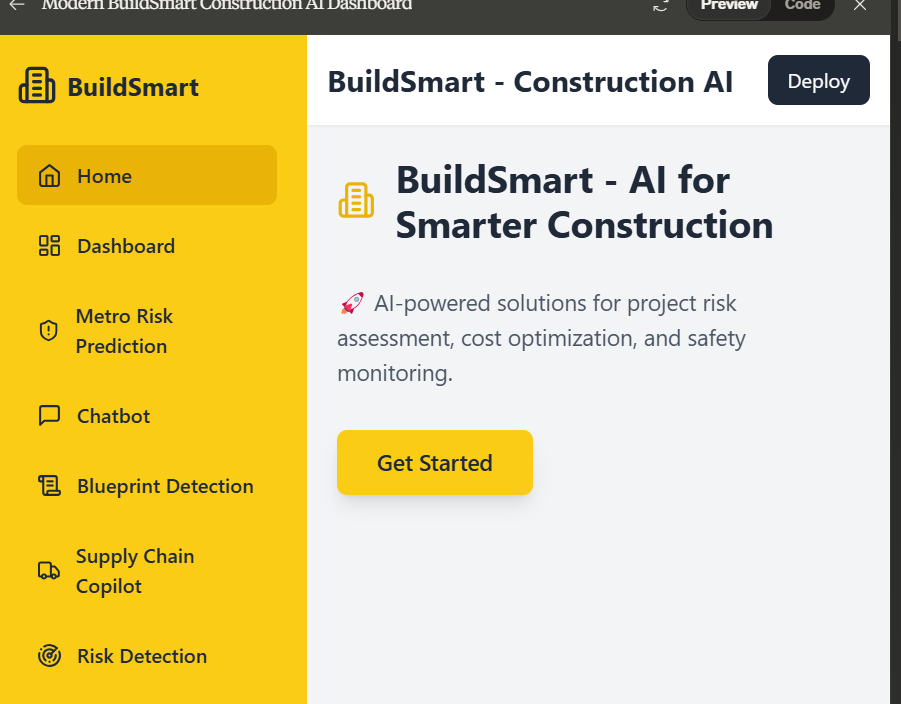 Modern BuildSmart Construction AI Dashboard
Preview
Code
BuildSmart
BuildSmart - Construction AI
Deploy
Home
Dashboard
Metro Risk
Prediction
Chatbot
Blueprint Detection
Supply Chain
Copilot
Risk Detection
BuildSmart - AI for
Smarter Construction
🚀 AI-powered solutions for project risk
assessment, cost optimization, and safety
monitoring.
Get Started